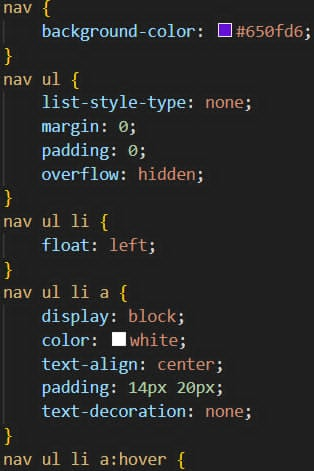 nav {
    background-color: #650fd6;
}
nav ul {
    list-style-type: none;
    margin: 0;
    padding: 0;
    overflow: hidden;
}
nav ul li {
    float: left;
}
nav ul li a {
    display: block;
    color: white;
    text-align: center;
    padding: 14px 20px;
    text-decoration: none;
}
nav ul li a:hover {